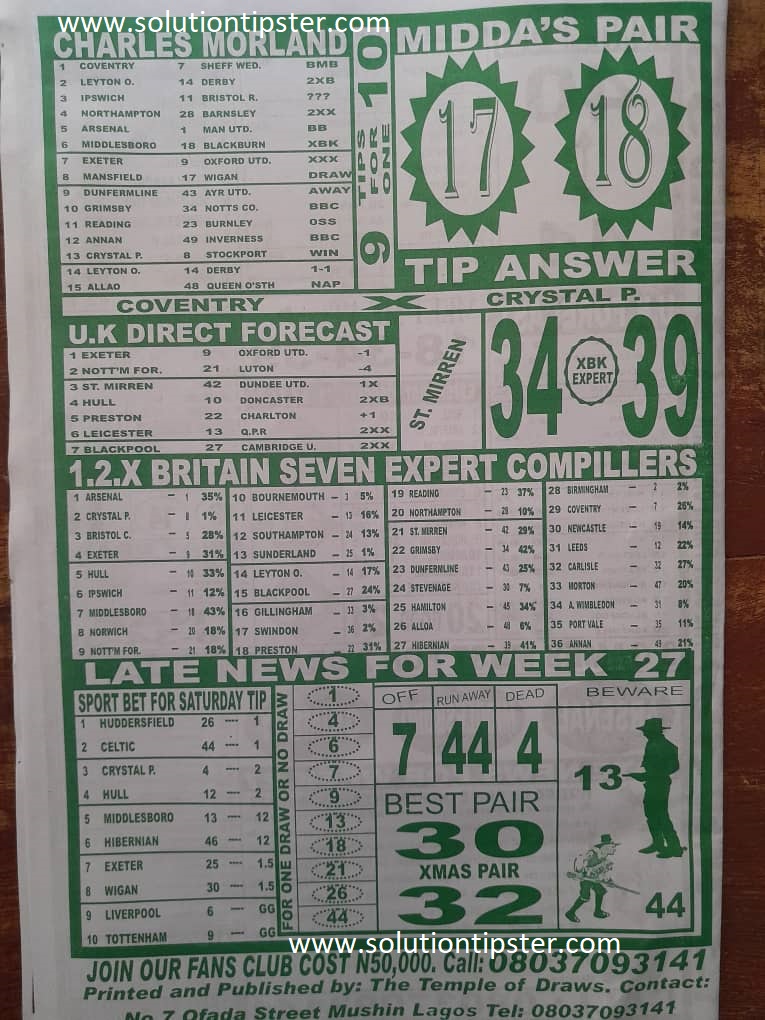 www.solutiontipster.com
CHARLES MORLAND
1 COVENTRY 7 SHEFF WED. BMB
2 LEYTON O. 14 DERBY 2XB
3 IPSWICH 11 BRISTOL R. ???
4 NORTHAMPTON 28 BARNSLEY 2XX
5 ARSENAL 1 MAN UTD. BB
6 MIDDLESBORO 18 BLACKBURN XBK
7 EXETER 9 OXFORD UTD. XXX
8 MANSFIELD 17 WIGAN DRAW
9 DUNFERMLINE 43 AYR UTD. AWAY
10 GRIMSBY 34 NOTTS CO. BBC
11 READING 23 BURNLEY OSS
12 ANNAN 49 INVERNESS BBC
13 CRYSTAL P. 8 STOCKPORT WIN
14 LEYTON O. 14 DERBY 1-1
15 ALLAO 48 QUEEN O'STH NAP
9 TIPS FOR ONE 10
MIDDA'S PAIR
17 18
TIP ANSWER
COVENTRY X CRYSTAL P.
U.K DIRECT FORECAST
1 EXETER 9 OXFORD UTD. -1
2 NOTT'M FOR. 21 LUTON -4
3 ST. MIRREN 42 DUNDEE UTD. 1X
4 HULL 10 DONCASTER 2XB
5 PRESTON 22 CHARLTON +1
6 LEICESTER 13 Q.P.R 2XX
7 BLACKPOOL 27 CAMBRIDGE U. 2XX
ST. MIRREN
34 XBK EXPERT 39
1.2.X BRITAIN SEVEN EXPERT COMPILLERS
1 ARSENAL – 1 35%
2 CRYSTAL P. – 8 1%
3 BRISTOL C. – 5 28%
4 EXETER – 9 31%
5 HULL – 10 33%
6 IPSWICH – 11 12%
7 MIDDLESBORO – 18 43%
8 NORWICH – 20 18%
9 NOTT'M FOR. – 21 18%
10 BOURNEMOUTH – 3 5%
11 LEICESTER – 13 16%
12 SOUTHAMPTON – 24 13%
13 SUNDERLAND – 25 1%
14 LEYTON O. – 14 17%
15 BLACKPOOL – 27 24%
16 GILLINGHAM – 33 3%
17 SWINDON – 36 2%
18 PRESTON – 22 31%
19 READING – 23 37%
20 NORTHAMPTON – 28 10%
21 ST. MIRREN – 42 29%
22 GRIMSBY – 34 42%
23 DUNFERMLINE – 43 25%
24 STEVENAGE – 30 7%
25 HAMILTON – 45 34%
26 ALLOA – 48 6%
27 HIBERNIAN – 39 41%
28 BIRMINGHAM – 2 2%
29 COVENTRY – 7 26%
30 NEWCASTLE – 19 14%
31 LEEDS – 12 22%
32 CARLISLE – 32 27%
33 MORTON – 47 20%
34 A. WIMBLEDON – 31 8%
35 PORT VALE – 35 11%
36 ANNAN – 49 21%
LATE NEWS FOR WEEK 27
SPORT BET FOR SATURDAY TIP
1 HUDDERSFIELD 26 ---- 1
2 CELTIC 44 ---- 1
3 CRYSTAL P. 4 ---- 2
4 HULL 12 ---- 2
5 MIDDLESBORO 13 ---- 12
6 HIBERNIAN 46 ---- 12
7 EXETER 25 ---- 1.5
8 WIGAN 30 ---- 1.5
9 LIVERPOOL 6 ---- GG
10 TOTTENHAM 9 ---- GG
FOR ONE DRAW OR NO DRAW
1
4
6
7
9
13
18
21
26
44
OFF RUN AWAY DEAD
7 44 4
BEST PAIR
30
XMAS PAIR
32
BEWARE
13
44
www.solutiontipster.com
JOIN OUR FANS CLUB COST N50,000. Call: 08037093141
Printed and Published by: The Temple of Draws. Contact:
No 7 Ofada Street Mushin Lagos Tel: 08037093141